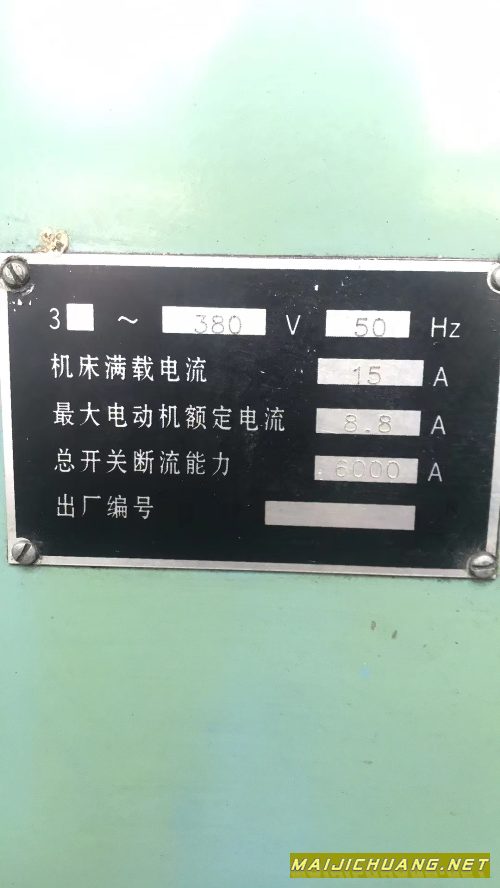 3 ～ 380 V 50 Hz
机床满载电流 15 A
最大电动机额定电流 8.8 A
总开关断流能力 6000 A
出厂编号
MAIJICHUANG.NET